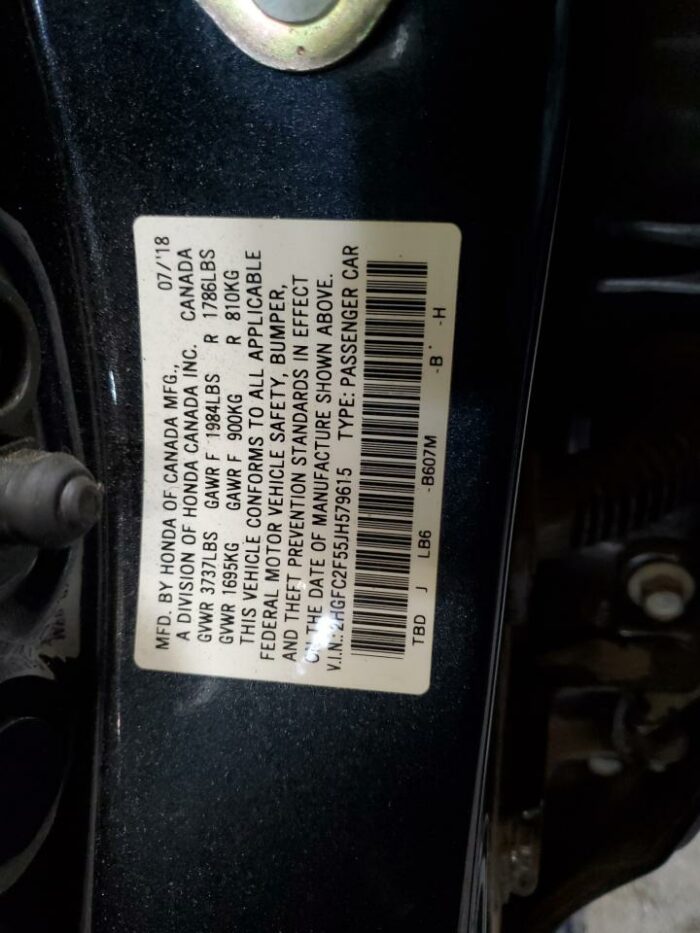 MFD. BY HONDA OF CANADA MFG., 07/'18
A DIVISION OF HONDA CANADA INC. CANADA
GVWR 3737LBS GAWR F 1984LBS R 1786LBS
GVWR 1695KG GAWR F 900KG R 810KG
THIS VEHICLE CONFORMS TO ALL APPLICABLE
FEDERAL MOTOR VEHICLE SAFETY, BUMPER,
AND THEFT PREVENTION STANDARDS IN EFFECT
ON THE DATE OF MANUFACTURE SHOWN ABOVE.
V.I.N.: 2HGFC2F55JH579615 TYPE: PASSENGER CAR
TBD J LB6 -B607M -B -H